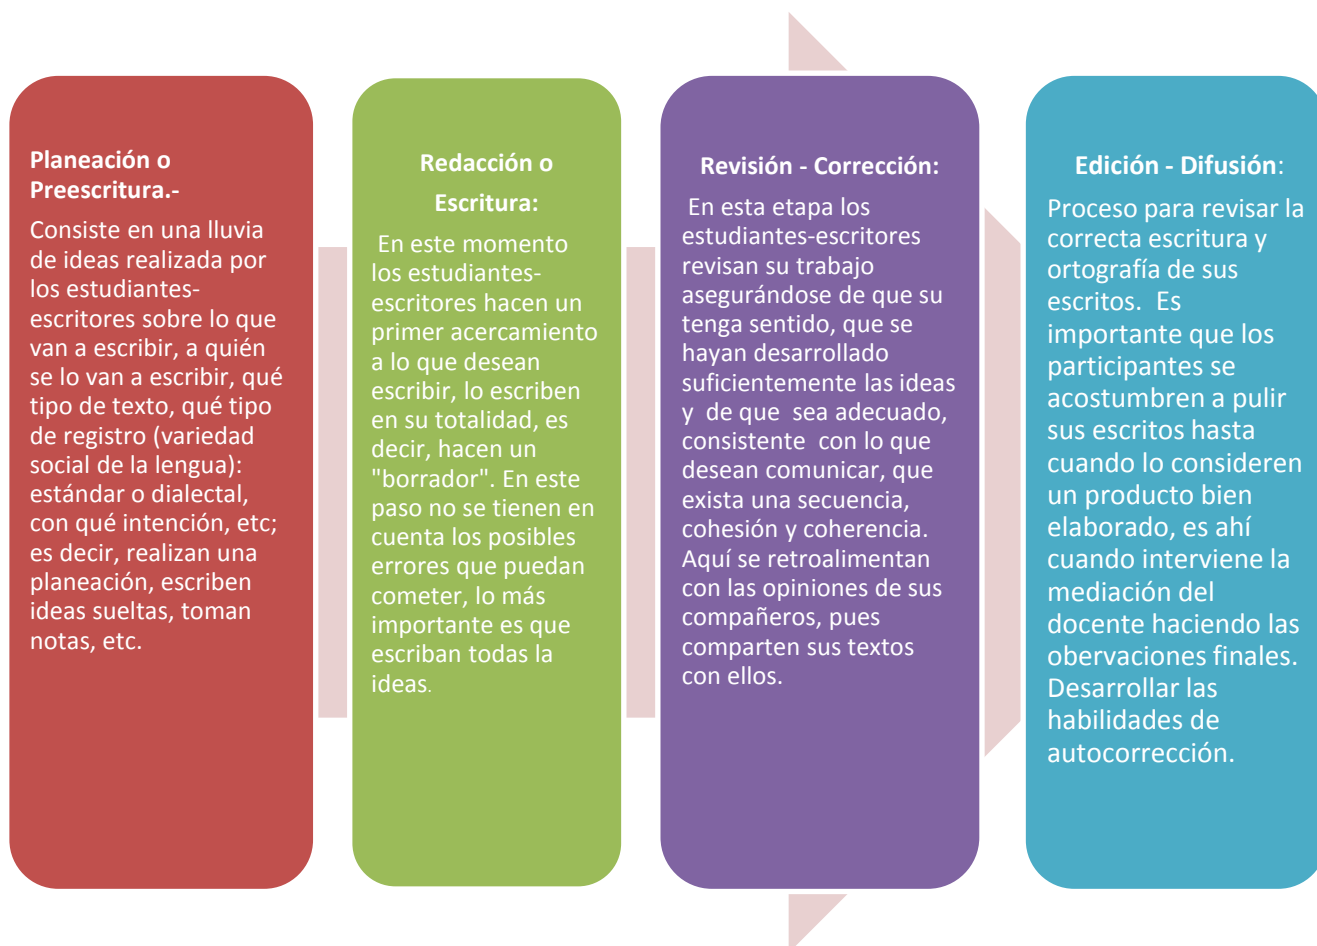 Planeación o
Preescritura.-
Consiste en una lluvia
de ideas realizada por
los estudiantes-
escritores sobre lo que
van a escribir, a quién
se lo van a escribir, qué
tipo de texto, qué tipo
de registro (variedad
social de la lengua):
estándar o dialectal,
con qué intención, etc;
es decir, realizan una
planeación, escriben
ideas sueltas, toman
notas, etc.
Redacción o
Escritura:
En este momento
los estudiantes-
escritores hacen un
primer acercamiento
a lo que desean
escribir, lo escriben
en su totalidad, es
decir, hacen un
"borrador". En este
paso no se tienen en
cuenta los posibles
errores que puedan
cometer, lo más
importante es que
escriban todas la
ideas.
Revisión - Corrección:
En esta etapa los
estudiantes-escritores
revisan su trabajo
asegurándose de que su
tenga sentido, que se
hayan desarrollado
suficientemente las ideas
y de que sea adecuado,
consistente con lo que
desean comunicar, que
exista una secuencia,
cohesión y coherencia.
Aquí se retroalimentan
con las opiniones de sus
compañeros, pues
comparten sus textos
con ellos.
Edición - Difusión:
Proceso para revisar la
correcta escritura y
ortografía de sus
escritos. Es
importante que los
participantes se
acostumbren a pulir
sus escritos hasta
cuando lo consideren
un producto bien
elaborado, es ahí
cuando interviene la
mediación del
docente haciendo las
obervaciones finales.
Desarrollar las
habilidades de
autocorrección.